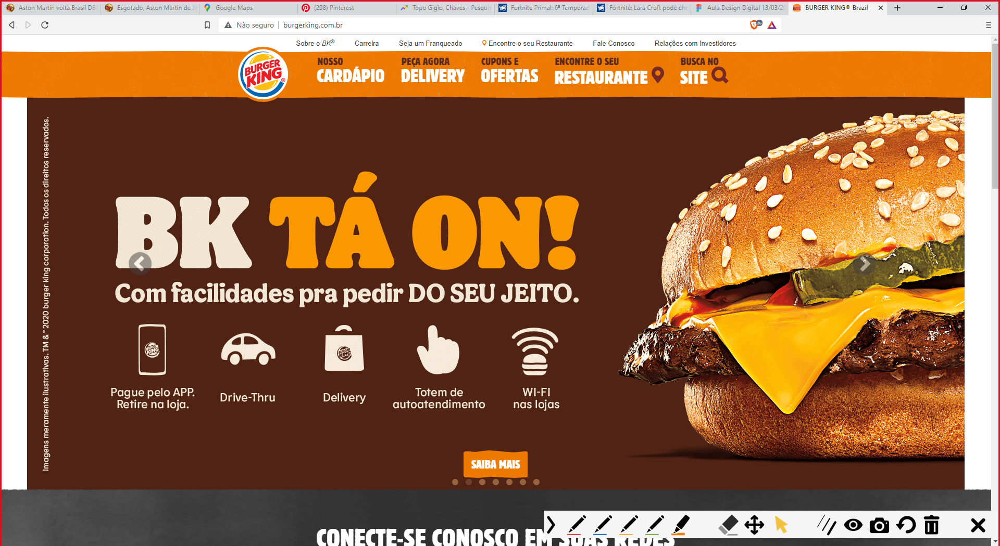 Aston Martin volta Brasil DB
Esgotado, Aston Martin de J
Google Maps
(298) Pinterest
Topo Gigio, Chaves - Pesquis
Fortnite Primal: 6ª Temporad
Fortnite: Lara Croft pode che
Aula Design Digital 13/03/20
BURGER KING® Brazil
Não seguro
burgerking.com.br
26
Sobre o BK®
Carreira
Seja um Franqueado
Encontre o seu Restaurante
Fale Conosco
Relações com Investidores
BURGER
KING®
NOSSO
CARDÁPIO
PEÇA AGORA
DELIVERY
CUPONS E
OFERTAS
ENCONTRE O SEU
RESTAURANTE
BUSCA NO
SITE
Imagens meramente ilustrativas. TM & © 2020 burger king corporation. Todos os direitos reservados.
BK TÁ ON!
Com facilidades pra pedir DO SEU JEITO.
BURGER
KING
BURGER
KING
Pague pelo APP.
Retire na loja.
Drive-Thru
Delivery
Totem de
autoatendimento
WI-FI
nas lojas
SAIBA MAIS
CONECTE-SE CONOSCO EM SUAS REDES